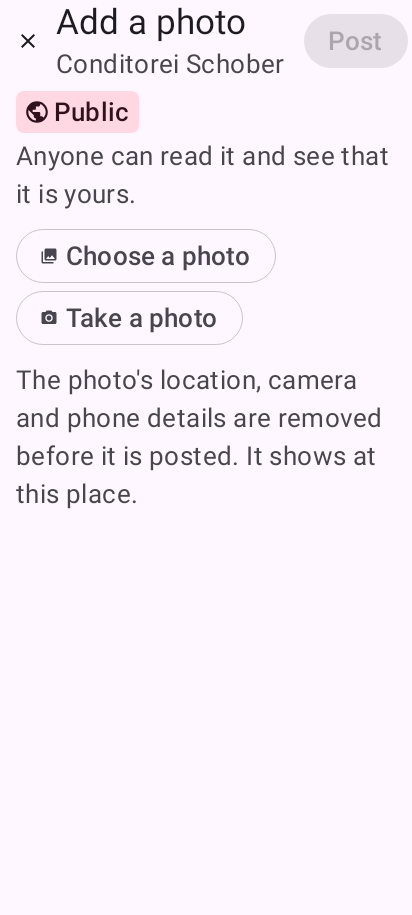 Add a photo
Conditorei Schober
Post
Public
Anyone can read it and see that
it is yours.
Choose a photo
Take a photo
The photo's location, camera
and phone details are removed
before it is posted. It shows at
this place.